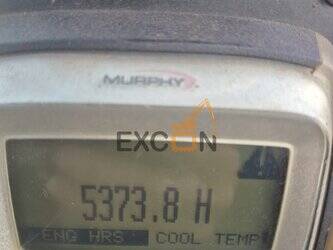 MURPHY
EXCON
5373.8 H
ENG HRS COOL TEMP